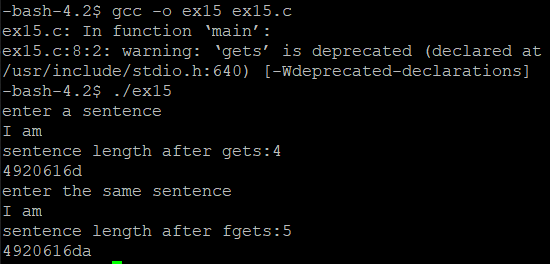 -bash-4.2$ gcc -o ex15 ex15.c
ex15.c: In function ‘main’:
ex15.c:8:2: warning: ‘gets’ is deprecated (declared at
/usr/include/stdio.h:640) [-Wdeprecated-declarations]
-bash-4.2$ ./ex15
enter a sentence
I am
sentence length after gets:4
4920616d
enter the same sentence
I am
sentence length after fgets:5
4920616da